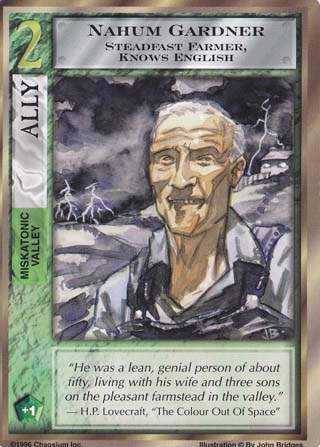 2
NAHUM GARDNER
STEADFAST FARMER,
KNOWS ENGLISH
ALLY
MISKATONIC
VALLEY
JB
"He was a lean, genial person of about
fifty, living with his wife and three sons
on the pleasant farmstead in the valley."
— H.P. Lovecraft, "The Colour Out Of Space"
+1
©1996 Chaosium Inc.
Illustration © By John Bridges